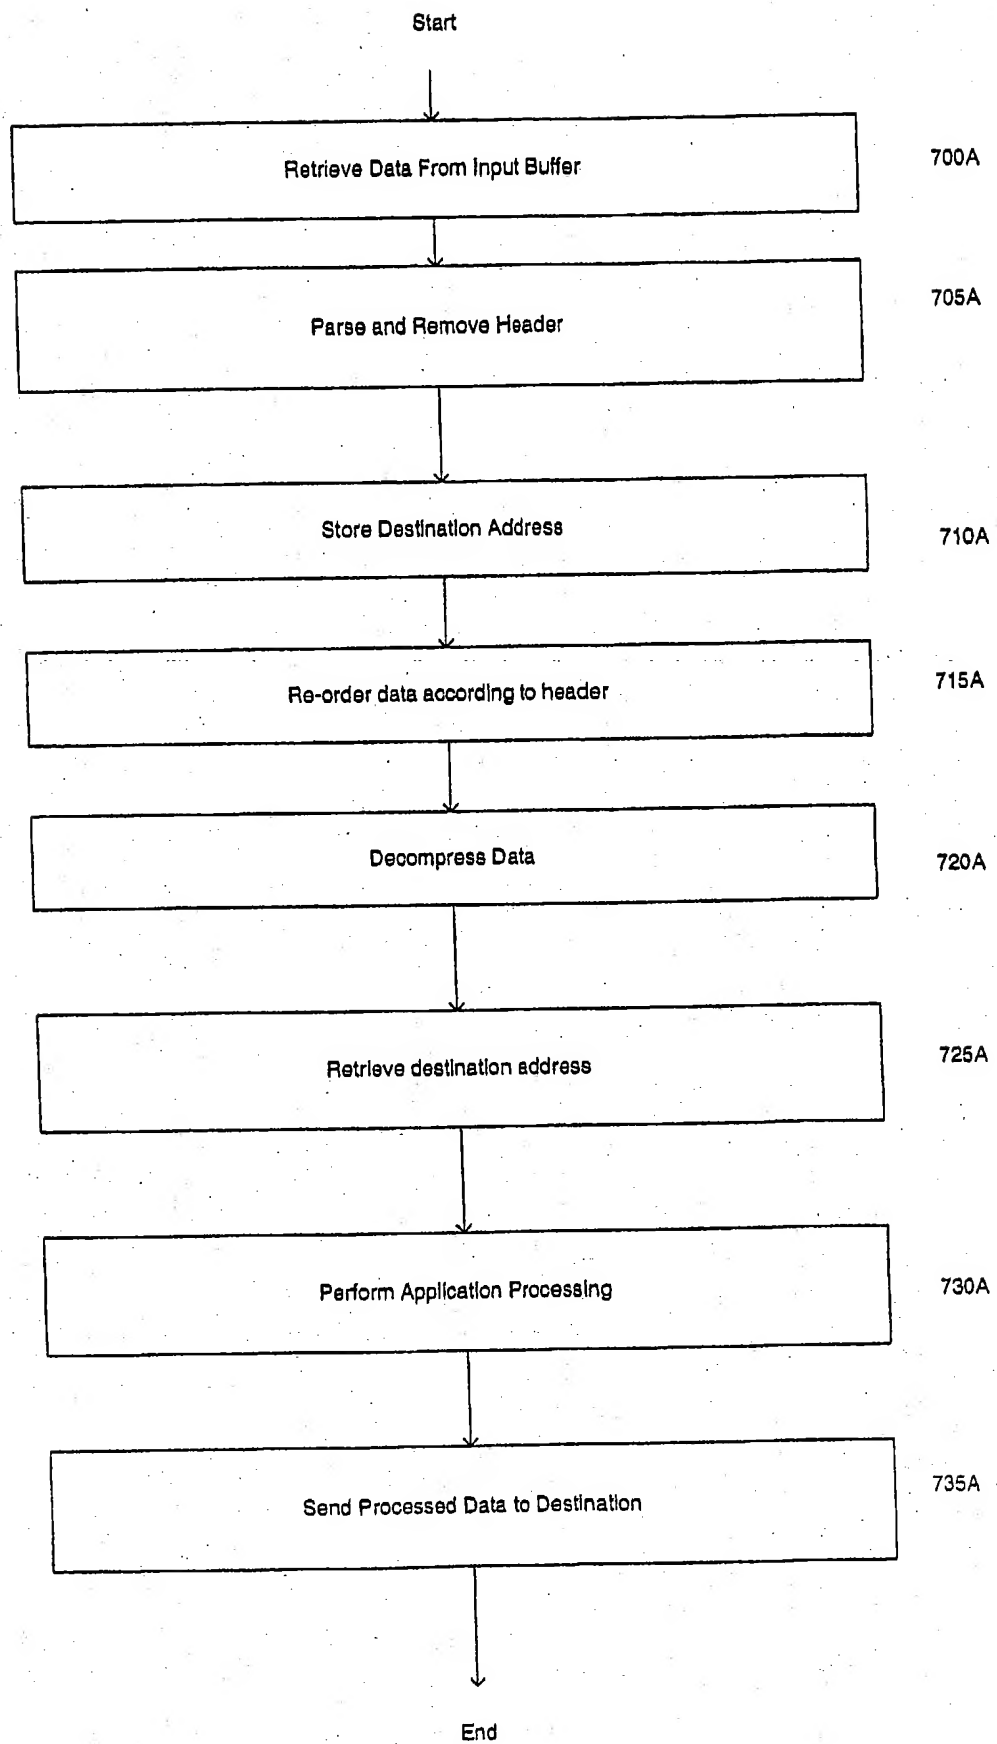 Start
Retrieve Data From Input Buffer
700A
Parse and Remove Header
705A
Store Destination Address
710A
Re-order data according to header
715A
Decompress Data
720A
Retrieve destination address
725A
Perform Application Processing
730A
Send Processed Data to Destination
735A
End